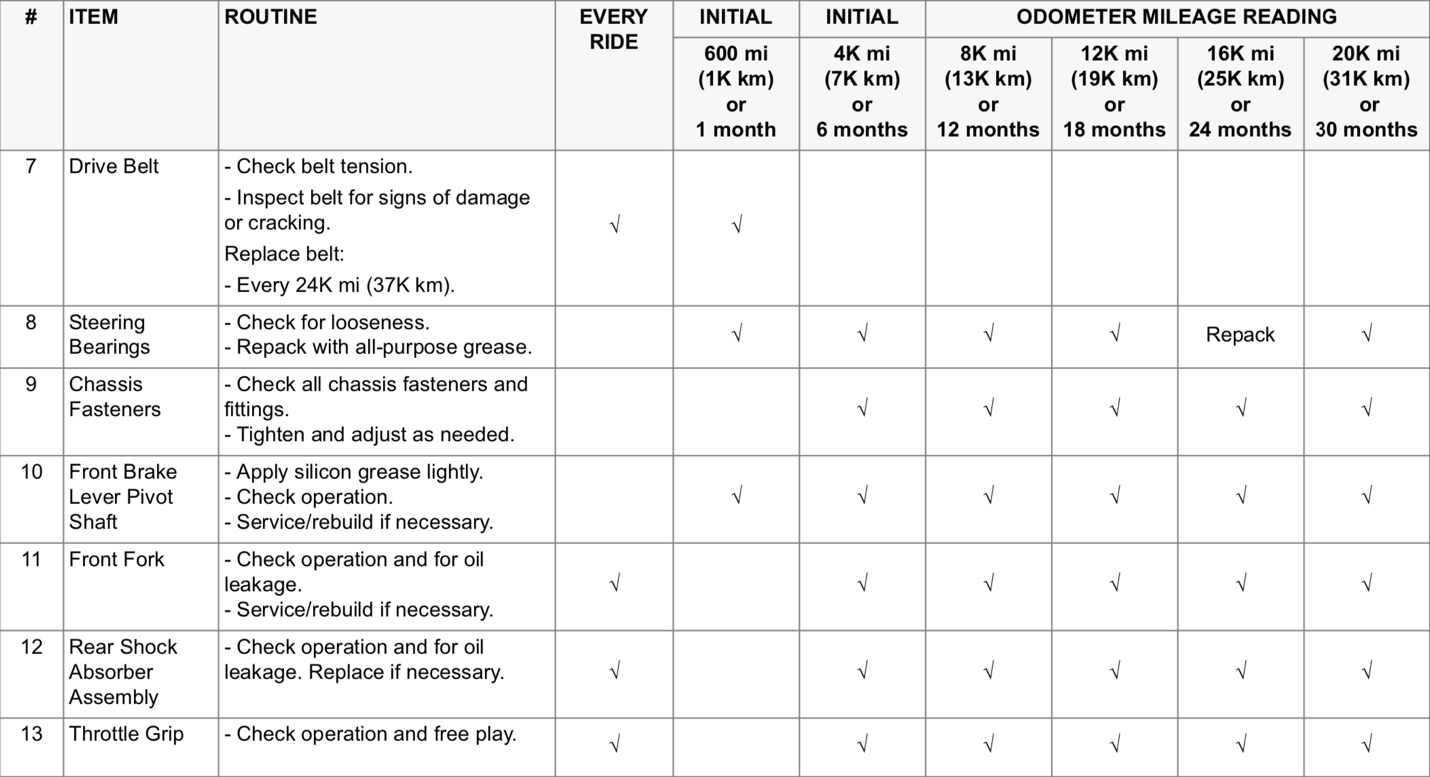 # ITEM ROUTINE EVERY RIDE INITIAL INITIAL ODOMETER MILEAGE READING
600 mi (1K km) or 1 month
4K mi (7K km) or 6 months
8K mi (13K km) or 12 months
12K mi (19K km) or 18 months
16K mi (25K km) or 24 months
20K mi (31K km) or 30 months
7 Drive Belt
- Check belt tension.
- Inspect belt for signs of damage
or cracking.
Replace belt:
- Every 24K mi (37K km).
√ √
8 Steering
Bearings
- Check for looseness.
- Repack with all-purpose grease.
√ √ √ √ Repack √
9 Chassis
Fasteners
- Check all chassis fasteners and
fittings.
- Tighten and adjust as needed.
√ √ √ √ √
10 Front Brake
Lever Pivot
Shaft
- Apply silicon grease lightly.
- Check operation.
- Service/rebuild if necessary.
√ √ √ √ √ √
11 Front Fork
- Check operation and for oil
leakage.
- Service/rebuild if necessary.
√ √ √ √ √ √
12 Rear Shock
Absorber
Assembly
- Check operation and for oil
leakage. Replace if necessary.
√ √ √ √ √ √
13 Throttle Grip
- Check operation and free play.
√ √ √ √ √ √